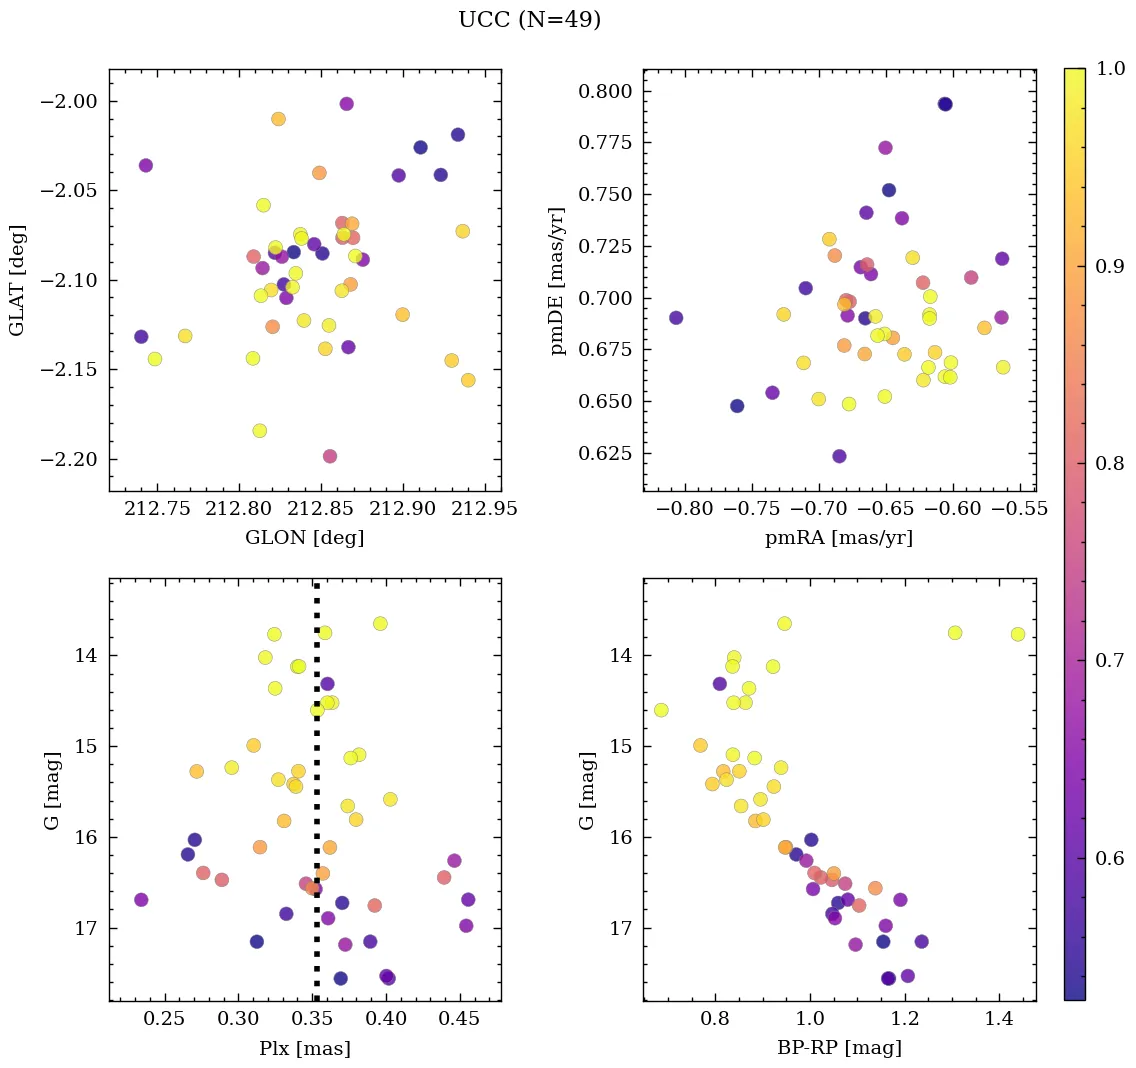 UCC (N=49)
−2.00
−2.05
−2.10
−2.15
−2.20
GLAT [deg]
212.75 212.80 212.85 212.90 212.95
GLON [deg]
0.800
0.775
0.750
0.725
0.700
0.675
0.650
0.625
pmDE [mas/yr]
−0.80 −0.75 −0.70 −0.65 −0.60 −0.55
pmRA [mas/yr]
14
15
16
17
G [mag]
0.25 0.30 0.35 0.40 0.45
Plx [mas]
14
15
16
17
G [mag]
0.8 1.0 1.2 1.4
BP-RP [mag]
1.0
0.9
0.8
0.7
0.6